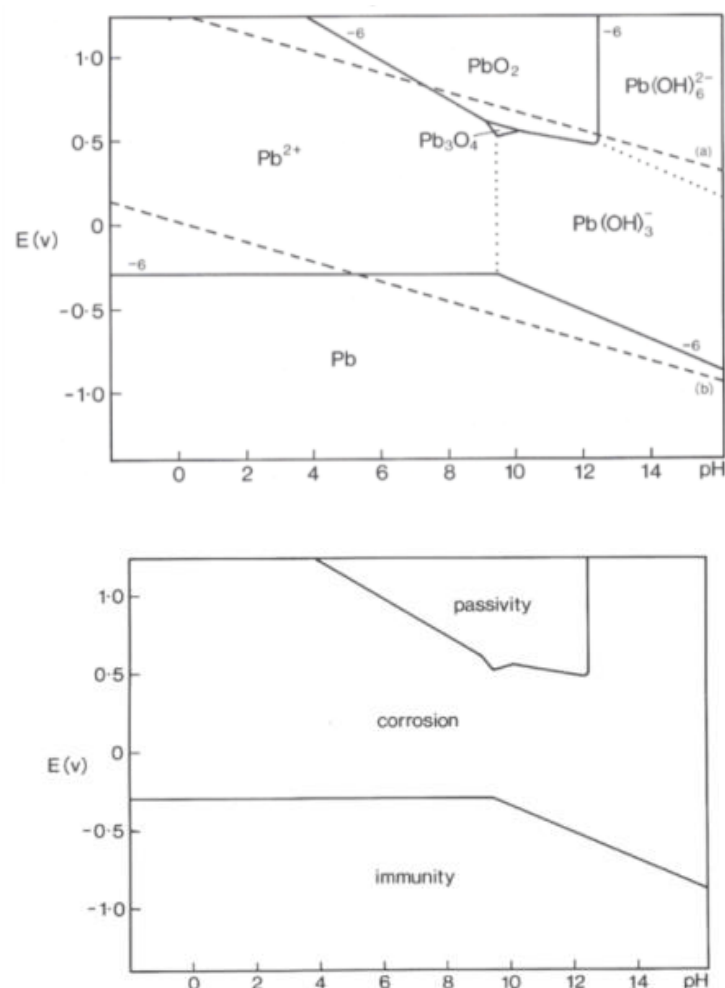 -6 -6
1·0 PbO₂ Pb(OH)₆²⁻
0·5 Pb₃O₄ (a)
Pb²⁺
E(v) 0 Pb(OH)₃⁻
-6
-0·5
Pb -6
(b)
-1·0
0 2 4 6 8 10 12 14 pH
1·0 passivity
0·5
corrosion
E(v) 0
-0·5
immunity
-1·0
0 2 4 6 8 10 12 14 pH